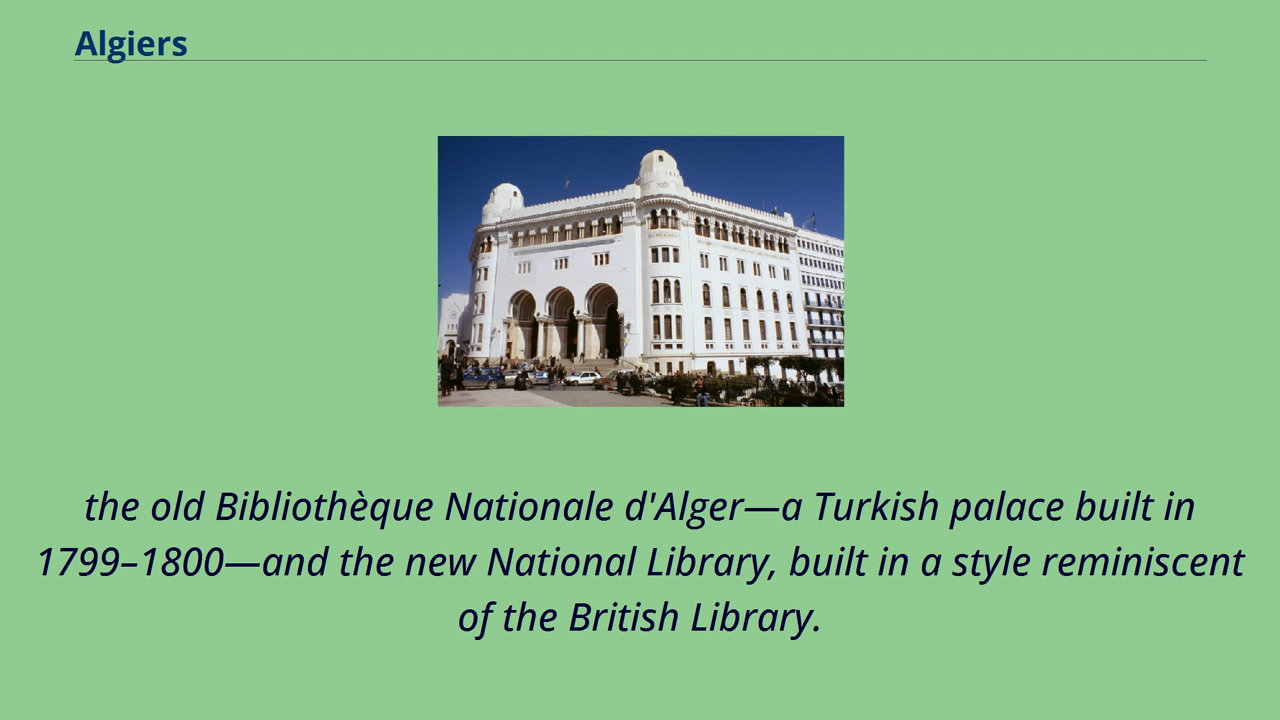 Algiers
the old Bibliothèque Nationale d'Alger—a Turkish palace built in
1799–1800—and the new National Library, built in a style reminiscent
of the British Library.